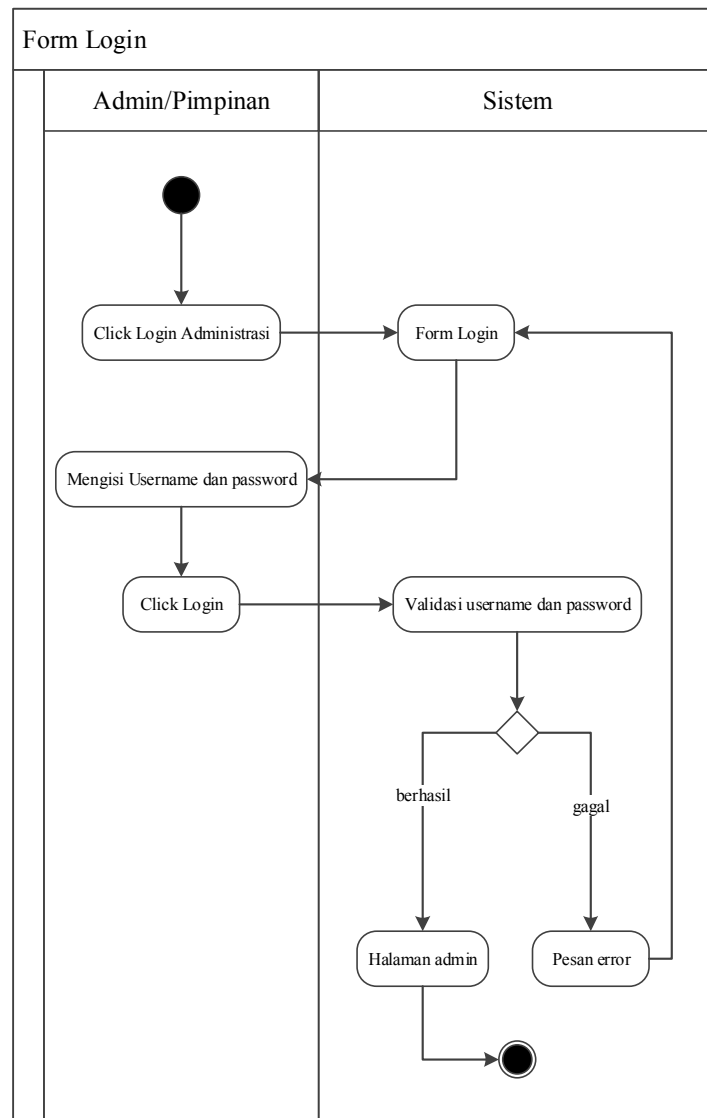 Form Login
Admin/Pimpinan
Sistem
Click Login Administrasi
Form Login
Mengisi Username dan password
Click Login
Validasi username dan password
berhasil
gagal
Halaman admin
Pesan error